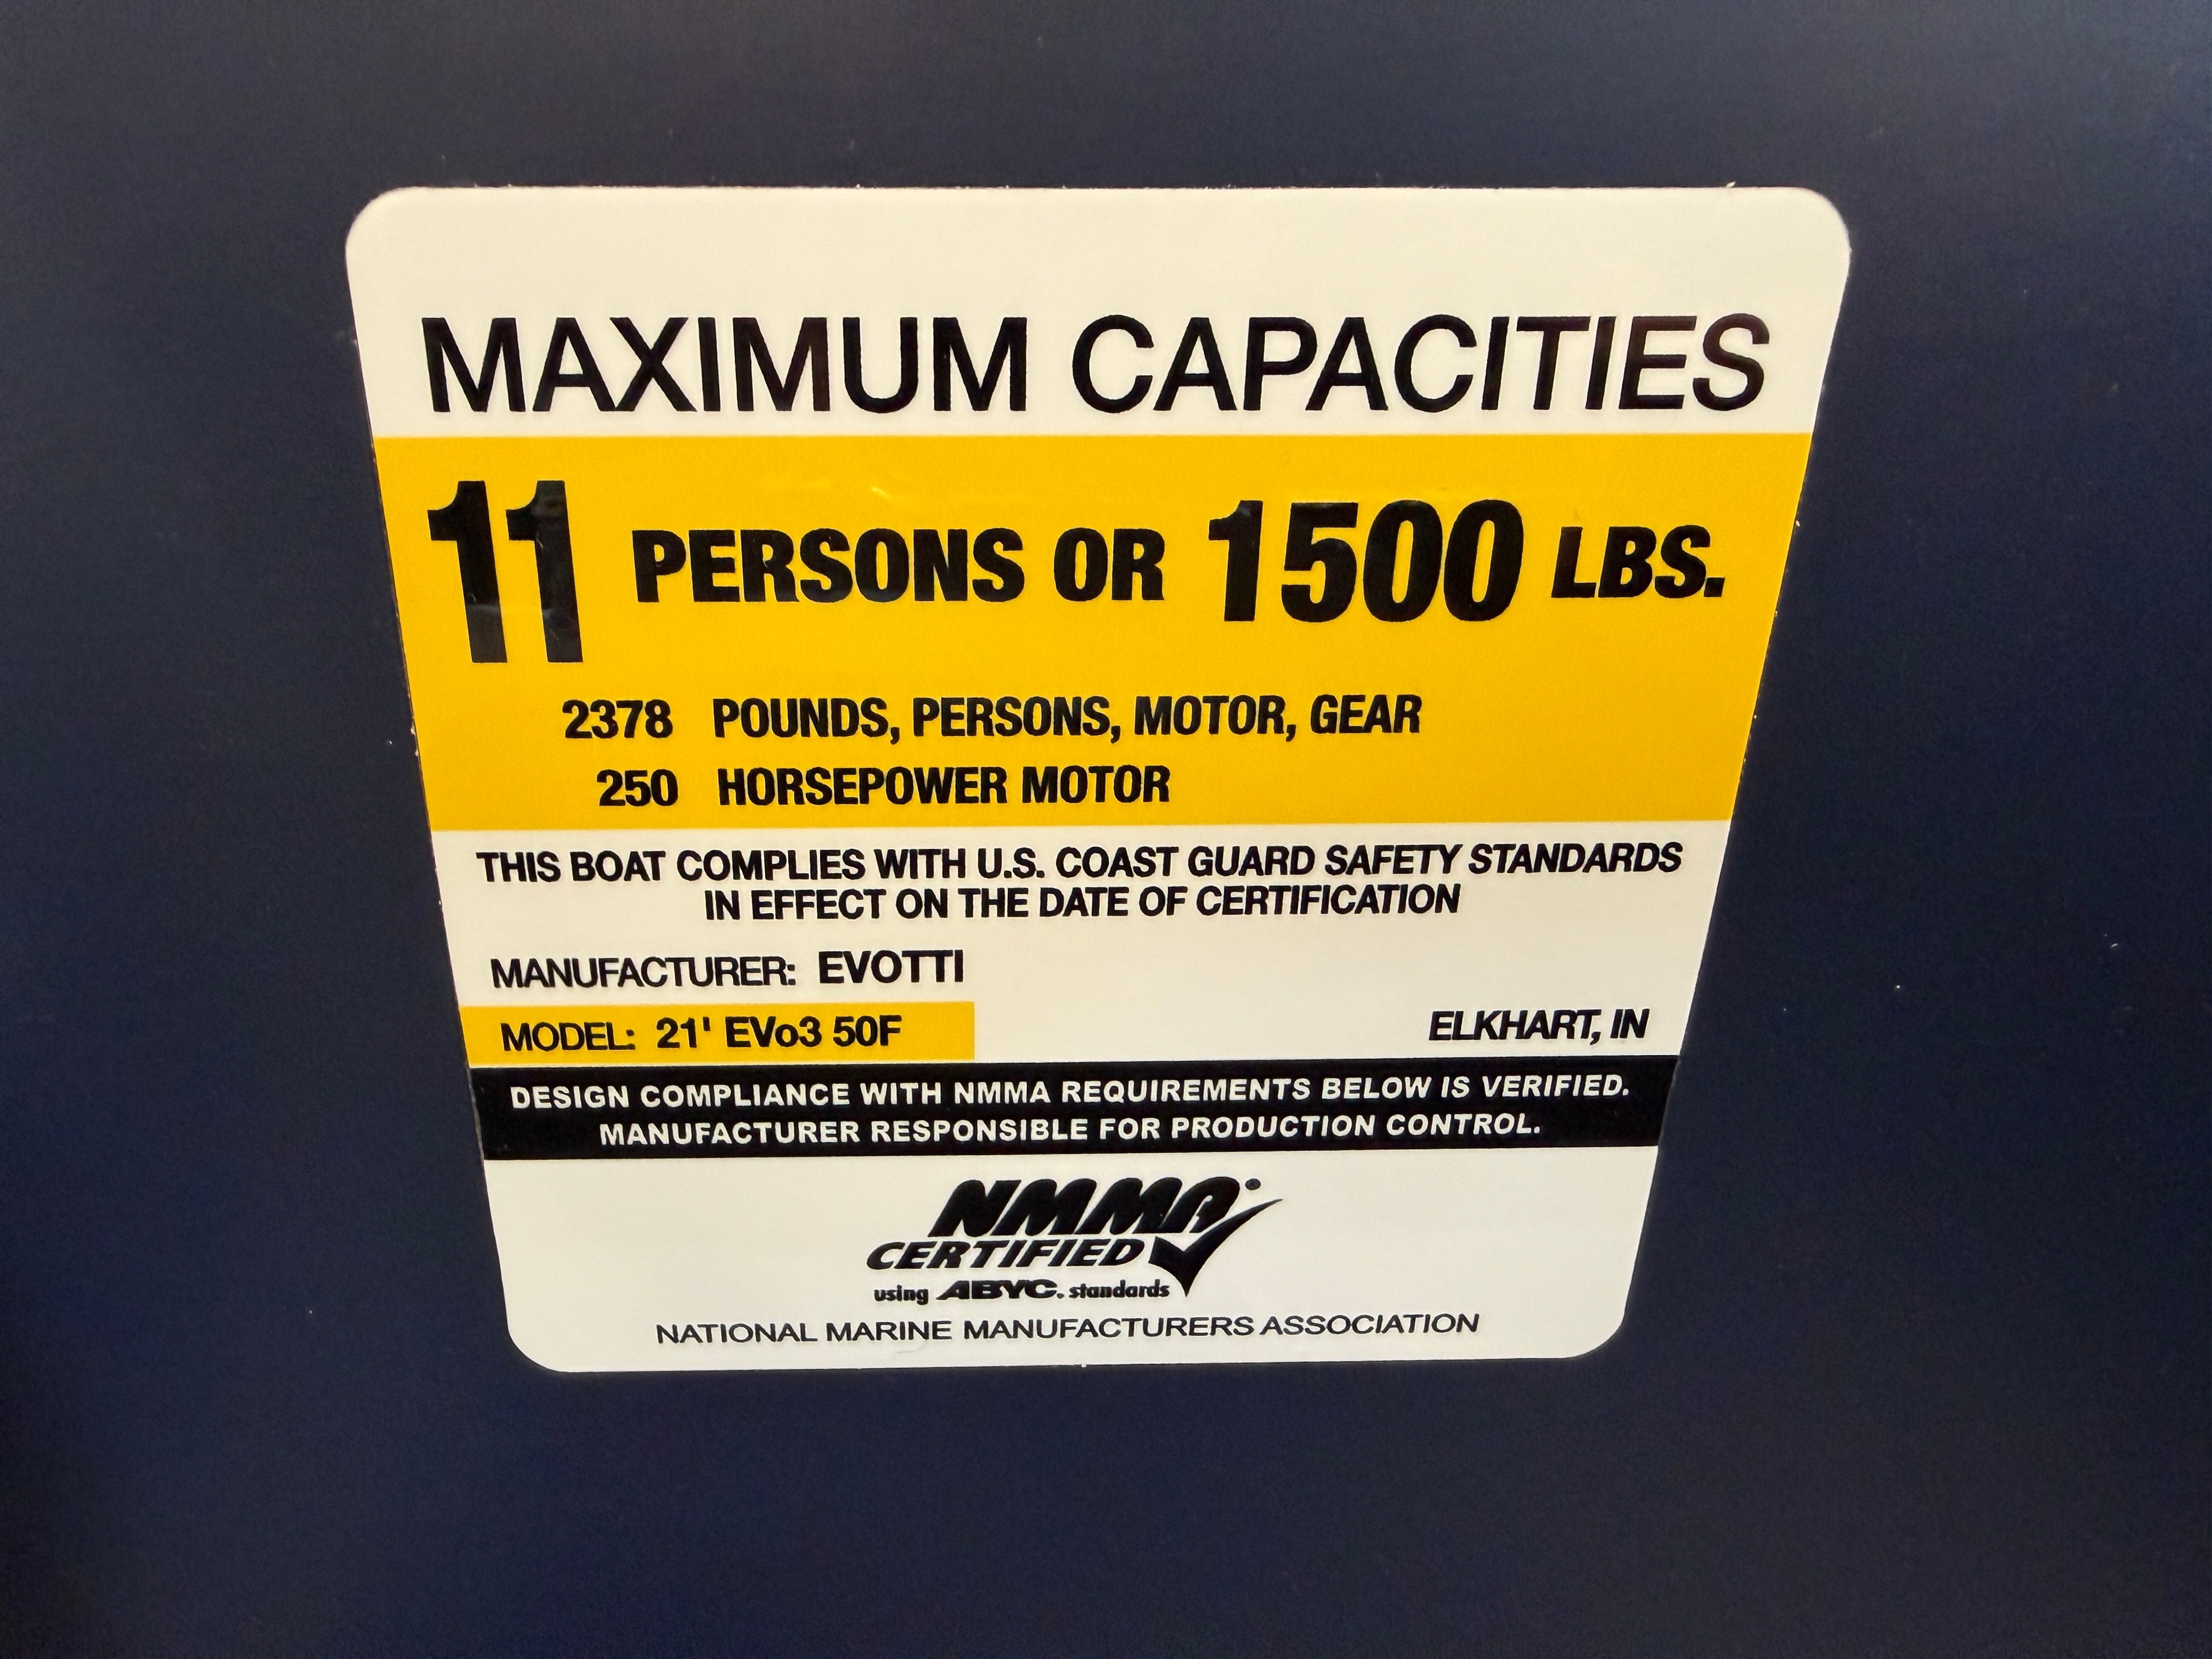 MAXIMUM CAPACITIES
11 PERSONS OR 1500 LBS.
2378 POUNDS, PERSONS, MOTOR, GEAR
250 HORSEPOWER MOTOR
THIS BOAT COMPLIES WITH U.S. COAST GUARD SAFETY STANDARDS
IN EFFECT ON THE DATE OF CERTIFICATION
MANUFACTURER: EVOTTI
MODEL: 21' EVo3 50F
ELKHART, IN
DESIGN COMPLIANCE WITH NMMA REQUIREMENTS BELOW IS VERIFIED.
MANUFACTURER RESPONSIBLE FOR PRODUCTION CONTROL.
NMMA
CERTIFIED
using ABYC. standards
NATIONAL MARINE MANUFACTURERS ASSOCIATION